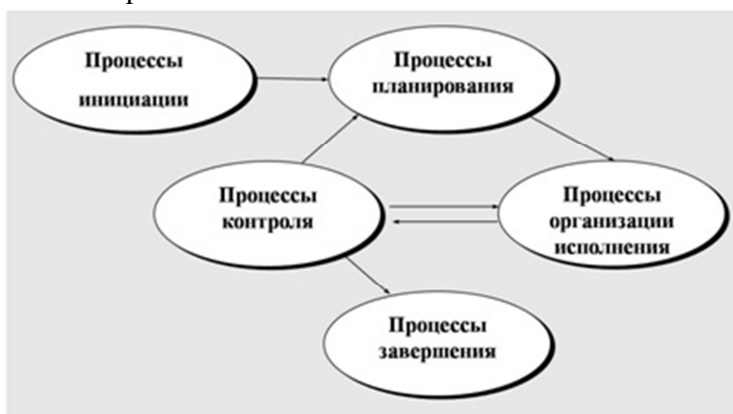 Процессы
инициации
Процессы
планирования
Процессы
контроля
Процессы
организации
исполнения
Процессы
завершения